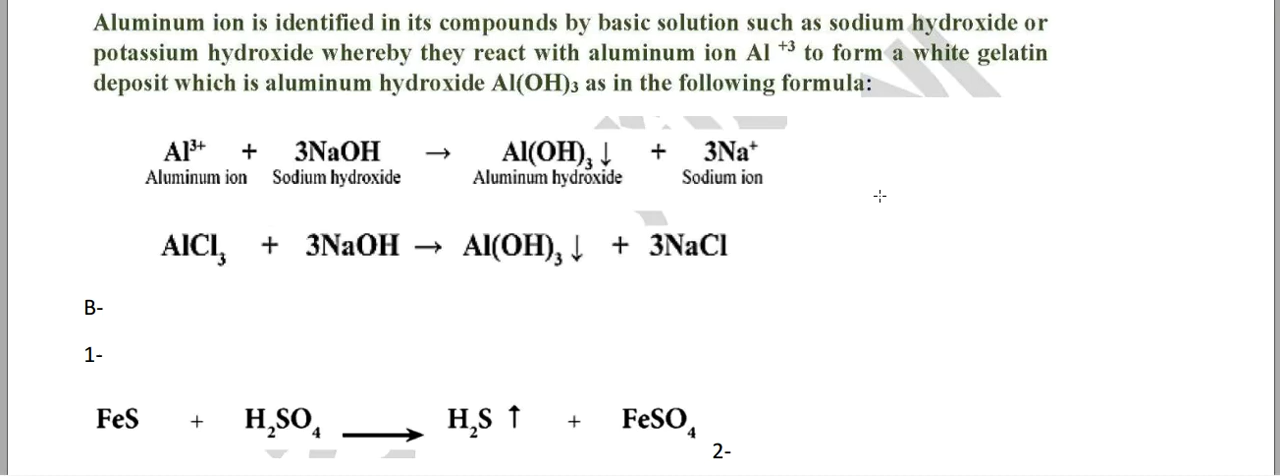 Aluminum ion is identified in its compounds by basic solution such as sodium hydroxide or
potassium hydroxide whereby they react with aluminum ion Al ⁺³ to form a white gelatin
deposit which is aluminum hydroxide Al(OH)₃ as in the following formula:
Al³⁺ + 3NaOH → Al(OH)₃ ↓ + 3Na⁺
Aluminum ion Sodium hydroxide Aluminum hydroxide Sodium ion
AlCl₃ + 3NaOH → Al(OH)₃ ↓ + 3NaCl
B-
1-
FeS + H₂SO₄ ⟶ H₂S ↑ + FeSO₄
2-